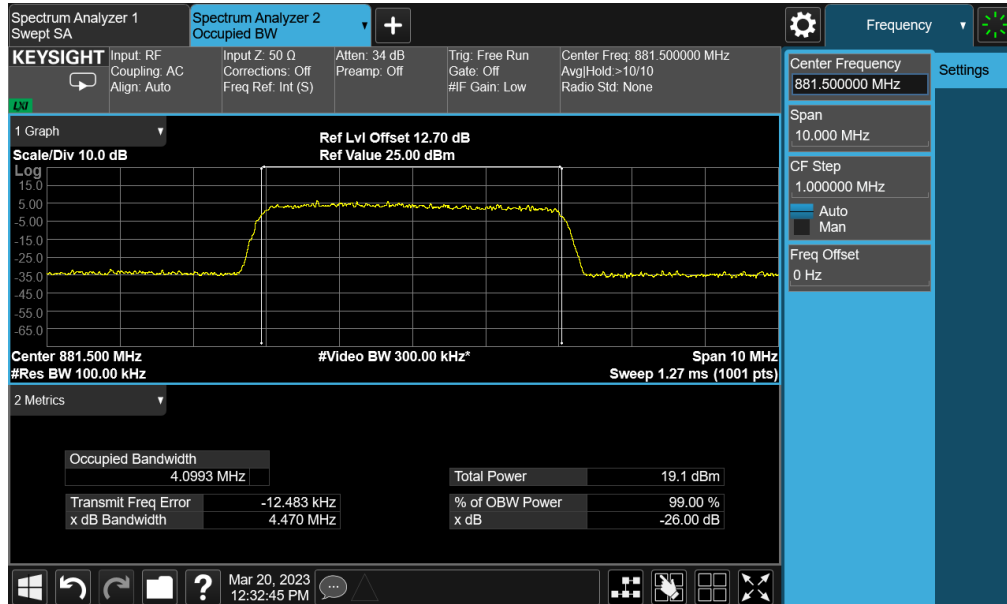 Spectrum Analyzer 1
Swept SA
Spectrum Analyzer 2
Occupied BW
Frequency
KEYSIGHT
LXI
Input: RF
Coupling: AC
Align: Auto
Input Z: 50 Ω
Corrections: Off
Freq Ref: Int (S)
Atten: 34 dB
Preamp: Off
Trig: Free Run
Gate: Off
#IF Gain: Low
Center Freq: 881.500000 MHz
Avg|Hold:>10/10
Radio Std: None
Center Frequency
881.500000 MHz
Settings
Span
10.000 MHz
CF Step
1.000000 MHz
Auto
Man
Freq Offset
0 Hz
1 Graph
Scale/Div 10.0 dB
Ref Lvl Offset 12.70 dB
Ref Value 25.00 dBm
Log
15.0
5.00
-5.00
-15.0
-25.0
-35.0
-45.0
-55.0
-65.0
Center 881.500 MHz
#Video BW 300.00 kHz*
Span 10 MHz
#Res BW 100.00 kHz
Sweep 1.27 ms (1001 pts)
2 Metrics
Occupied Bandwidth
4.0993 MHz
Total Power 19.1 dBm
Transmit Freq Error -12.483 kHz
% of OBW Power 99.00 %
x dB Bandwidth 4.470 MHz
x dB -26.00 dB
?
Mar 20, 2023
12:32:45 PM